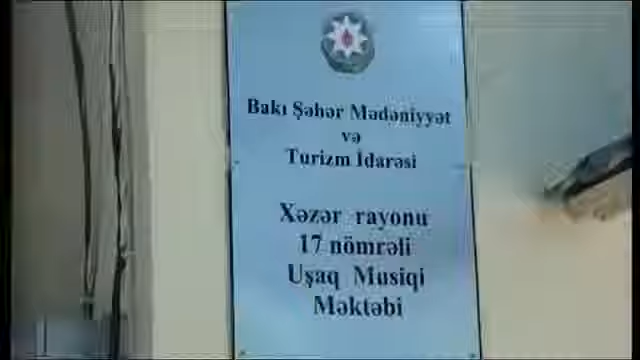 Bakı Şəhər Mədəniyyət
və
Turizm İdarəsi
Xəzər rayonu
17 nömrəli
Uşaq Musiqi
Məktəbi